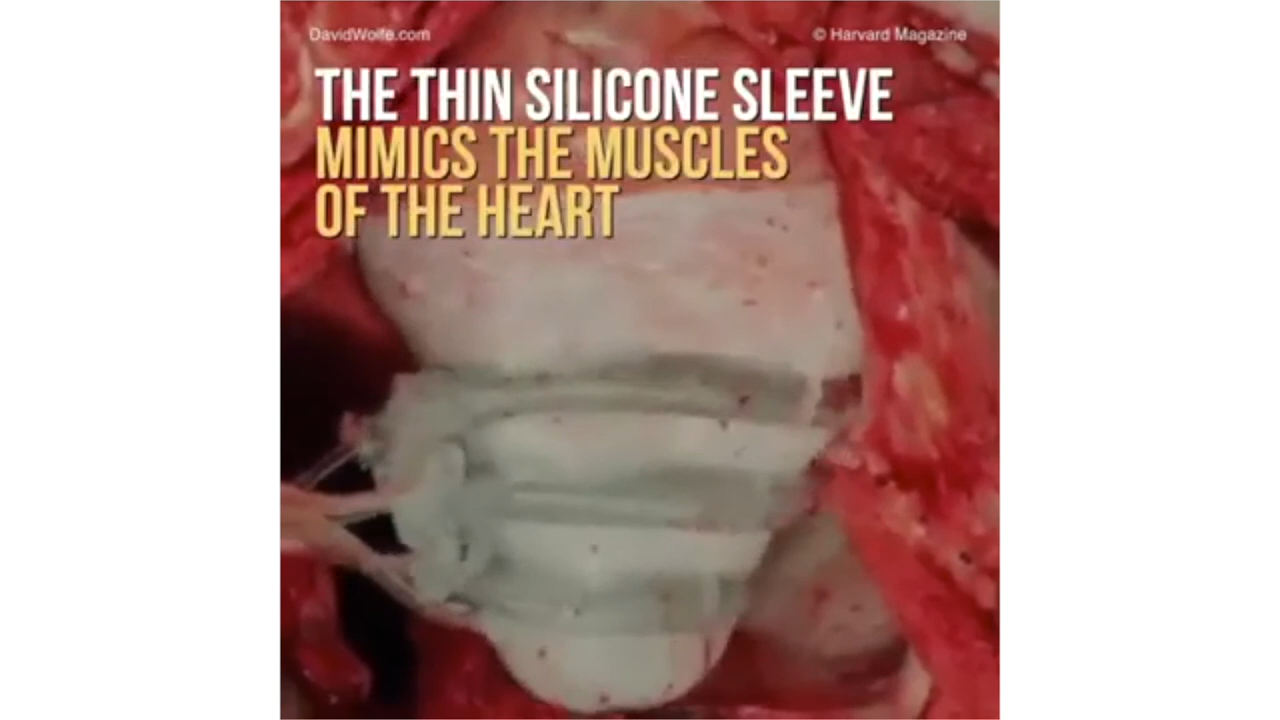 DavidWolfe.com
© Harvard Magazine
THE THIN SILICONE SLEEVE
MIMICS THE MUSCLES
OF THE HEART